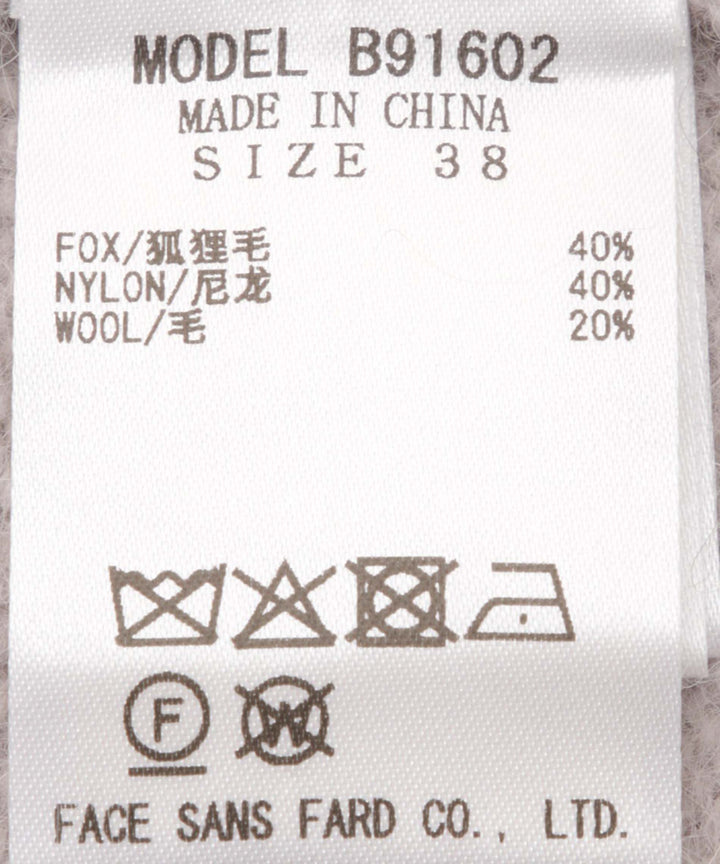 MODEL B91602
MADE IN CHINA
SIZE 38
FOX/狐狸毛 40%
NYLON/尼龙 40%
WOOL/毛 20%
F
W
FACE SANS FARD CO., LTD.